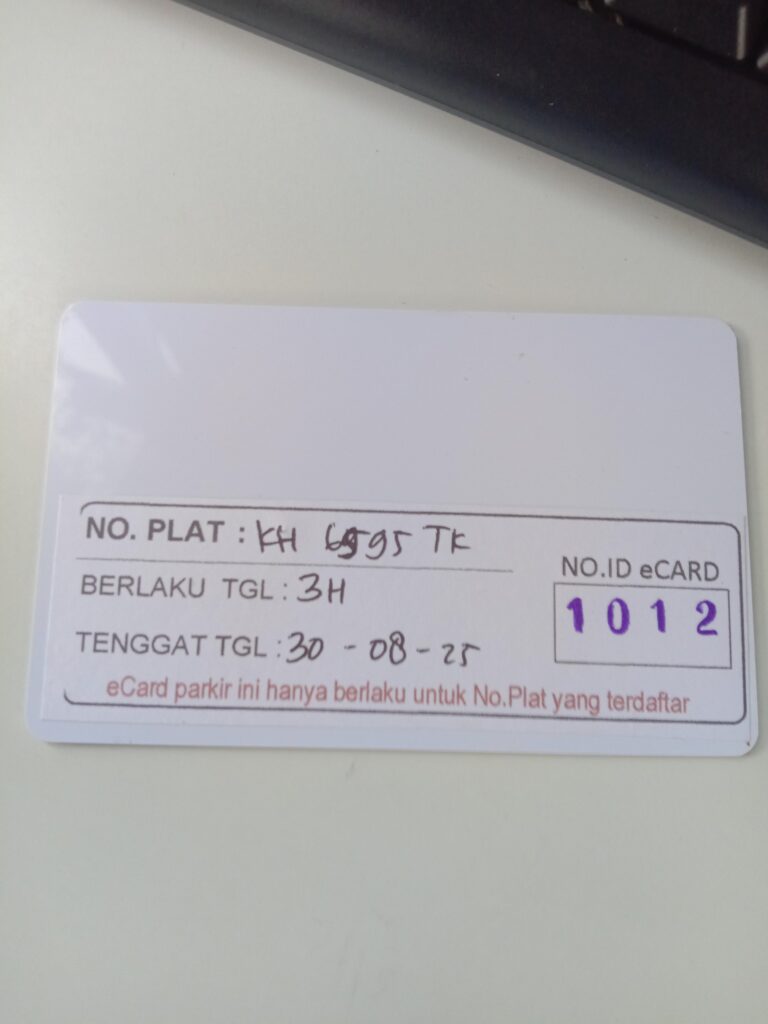 NO. PLAT : KH 6595 TK
BERLAKU TGL : 3H
TENGGAT TGL : 30 - 08 - 25
NO.ID eCARD
1012
eCard parkir ini hanya berlaku untuk No.Plat yang terdaftar